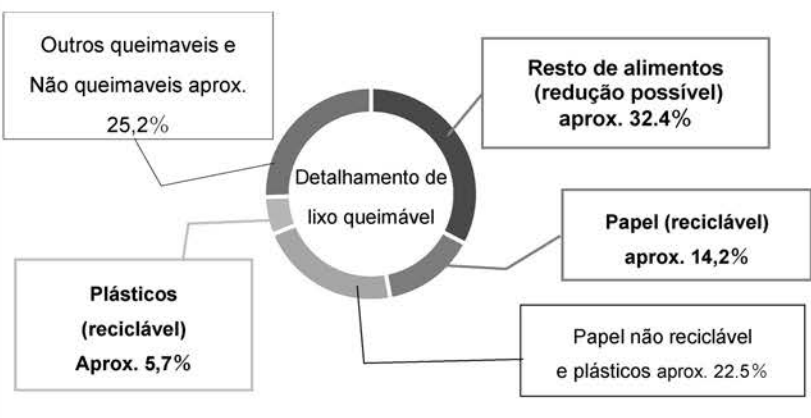 Outros queimaveis e
Não queimaveis aprox.
25,2%
Resto de alimentos
(redução possível)
aprox. 32.4%
Detalhamento de
lixo queimável
Papel (reciclável)
aprox. 14,2%
Plásticos
(reciclável)
Aprox. 5,7%
Papel não reciclável
e plásticos aprox. 22.5%